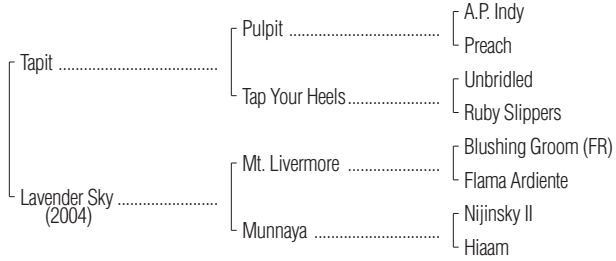 Tapit
Lavender Sky
(2004)
Pulpit
Tap Your Heels
Mt. Livermore
Munnaya
A.P. Indy
Preach
Unbridled
Ruby Slippers
Blushing Groom (FR)
Flama Ardiente
Nijinsky II
Hiaam